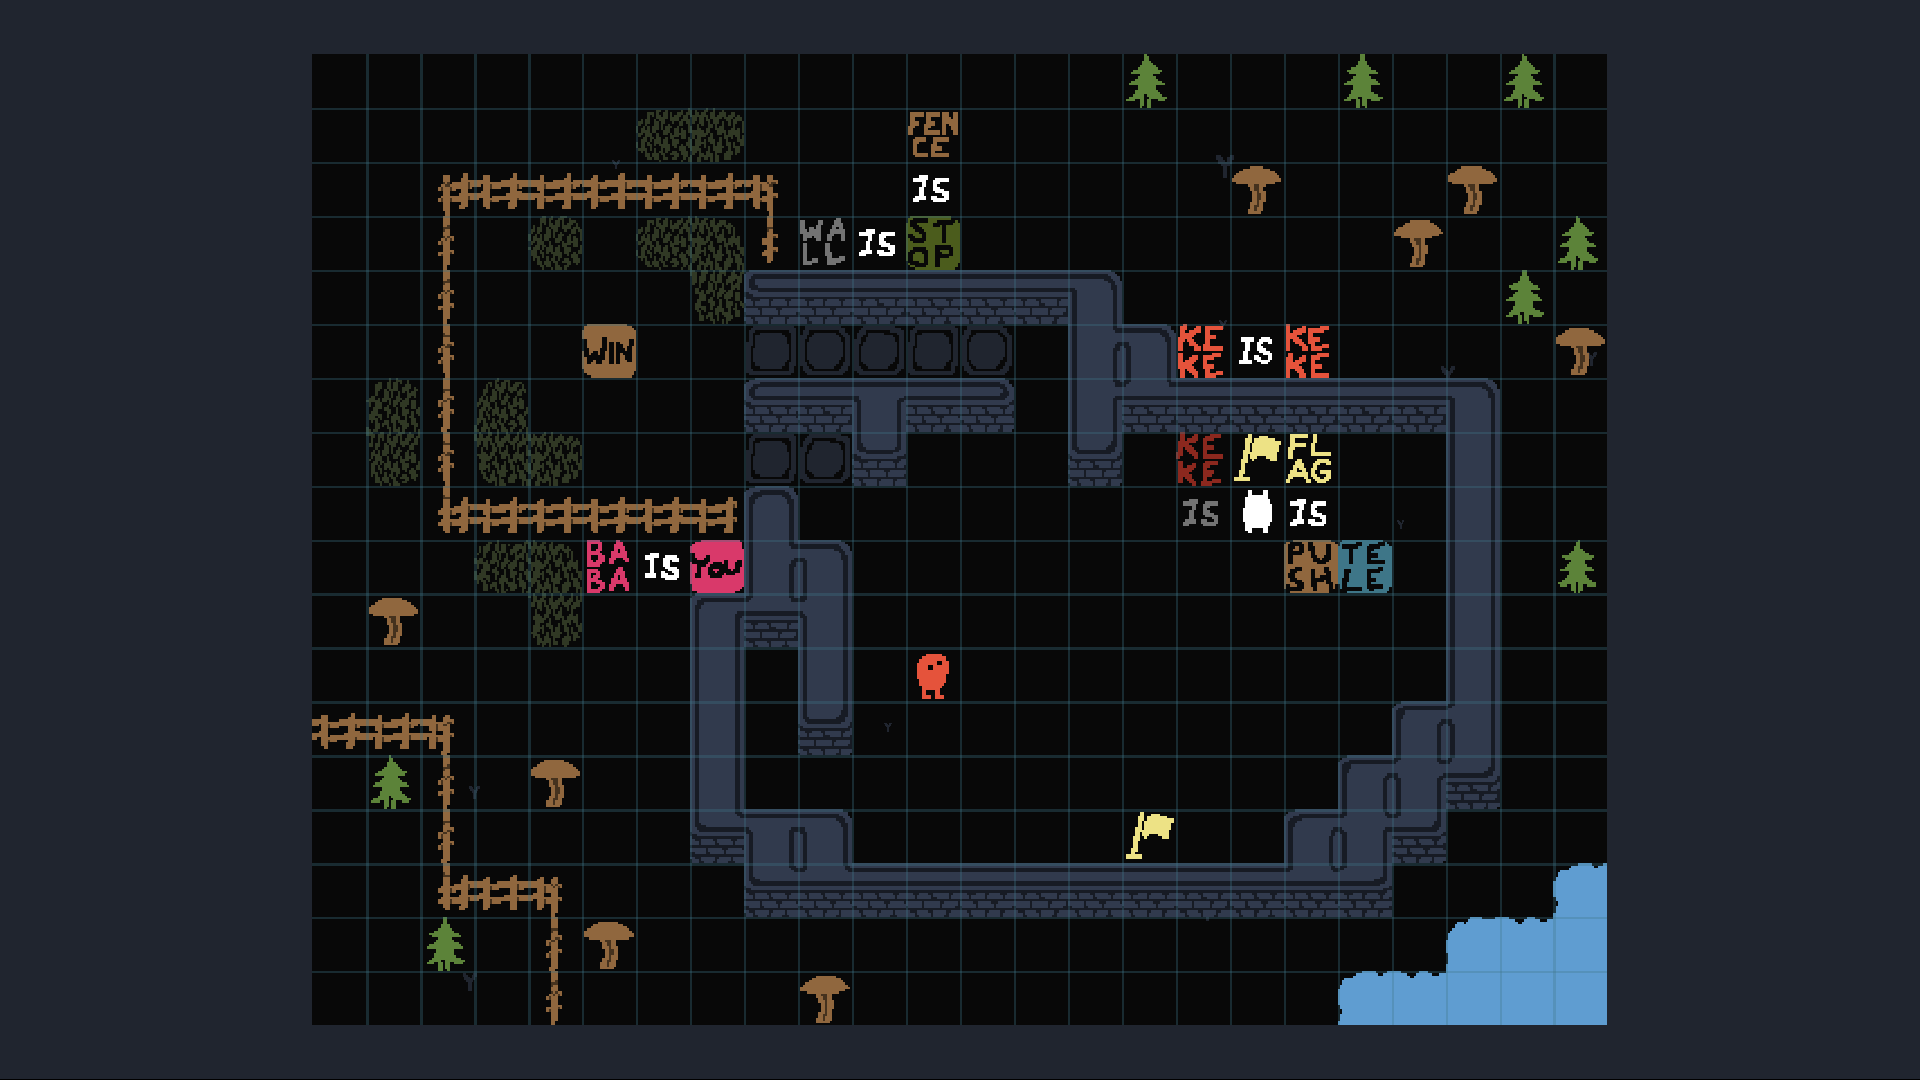 FENCE
IS
WALL IS STOP
WIN
KEKE IS KEKE
KEKE FLAG
IS IS
BABA IS YOU
PUSH TELE